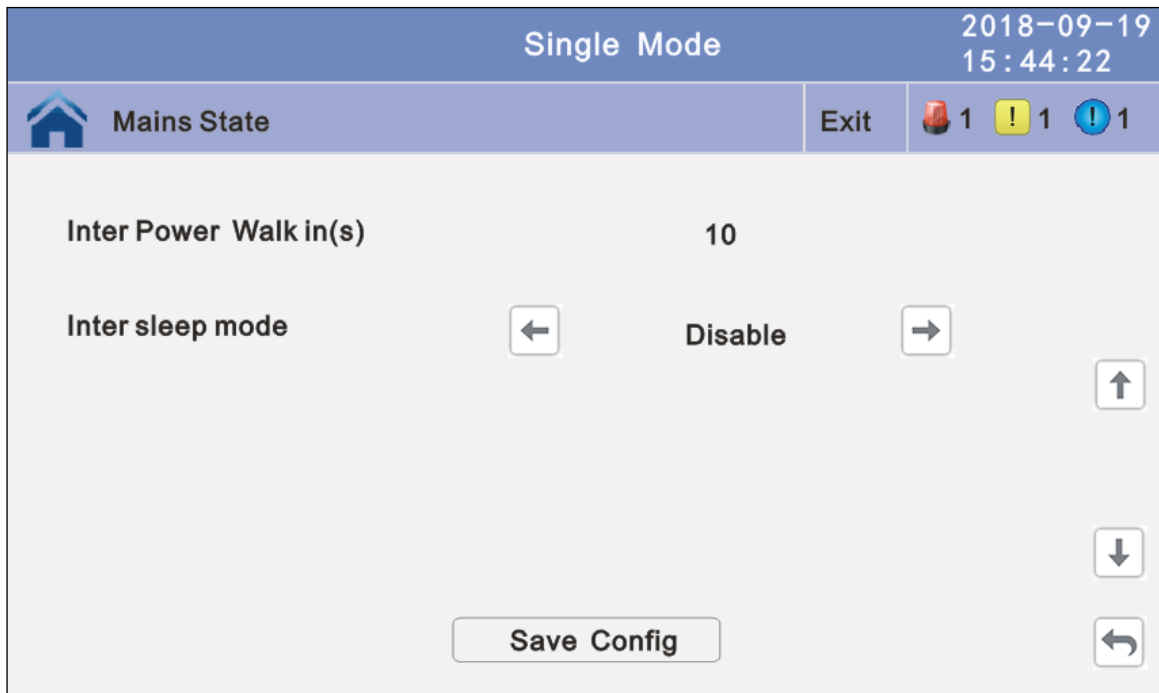 Single Mode
2018-09-19
15:44:22
Mains State
Exit
1
! 1
! 1
Inter Power Walk in(s) 10
Inter sleep mode Disable
Save Config